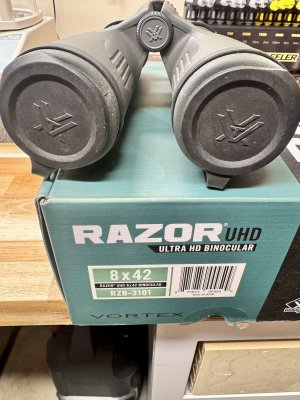 RAZOR UHD
ULTRA HD BINOCULAR
8x42
RAZOR® UHD 8x42 BINOCULAR
RZB-3101
VORTEX